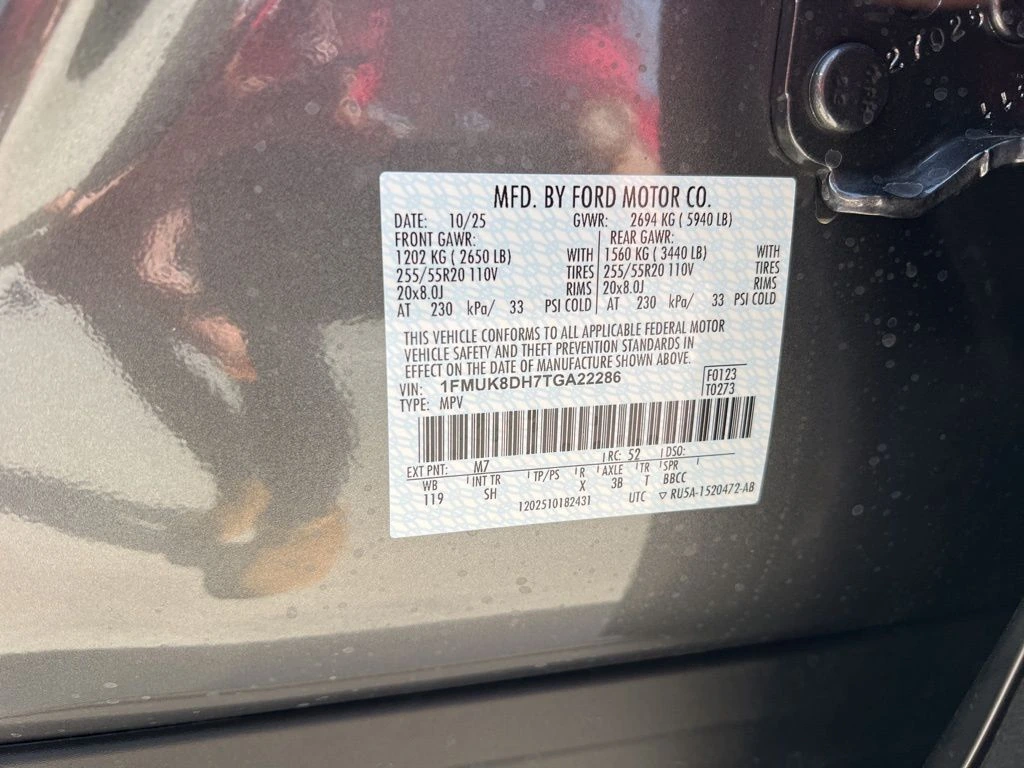 27025
MFD. BY FORD MOTOR CO.
DATE: 10/25 GVWR: 2694 KG ( 5940 LB)
FRONT GAWR: REAR GAWR:
1202 KG ( 2650 LB) WITH 1560 KG ( 3440 LB) WITH
255/55R20 110V TIRES 255/55R20 110V TIRES
20x8.0J RIMS 20x8.0J RIMS
AT 230 kPa/ 33 PSI COLD AT 230 kPa/ 33 PSI COLD
THIS VEHICLE CONFORMS TO ALL APPLICABLE FEDERAL MOTOR
VEHICLE SAFETY AND THEFT PREVENTION STANDARDS IN
EFFECT ON THE DATE OF MANUFACTURE SHOWN ABOVE.
VIN: 1FMUK8DH7TGA22286 F0123
TYPE: MPV T0273
EXT PNT: M7 RC: 52 DSO:
WB INT TR TP/PS R AXLE TR SPR
119 SH X 3B T BBCC
1202510182431 UTC ▽ RU5A-1520472-AB